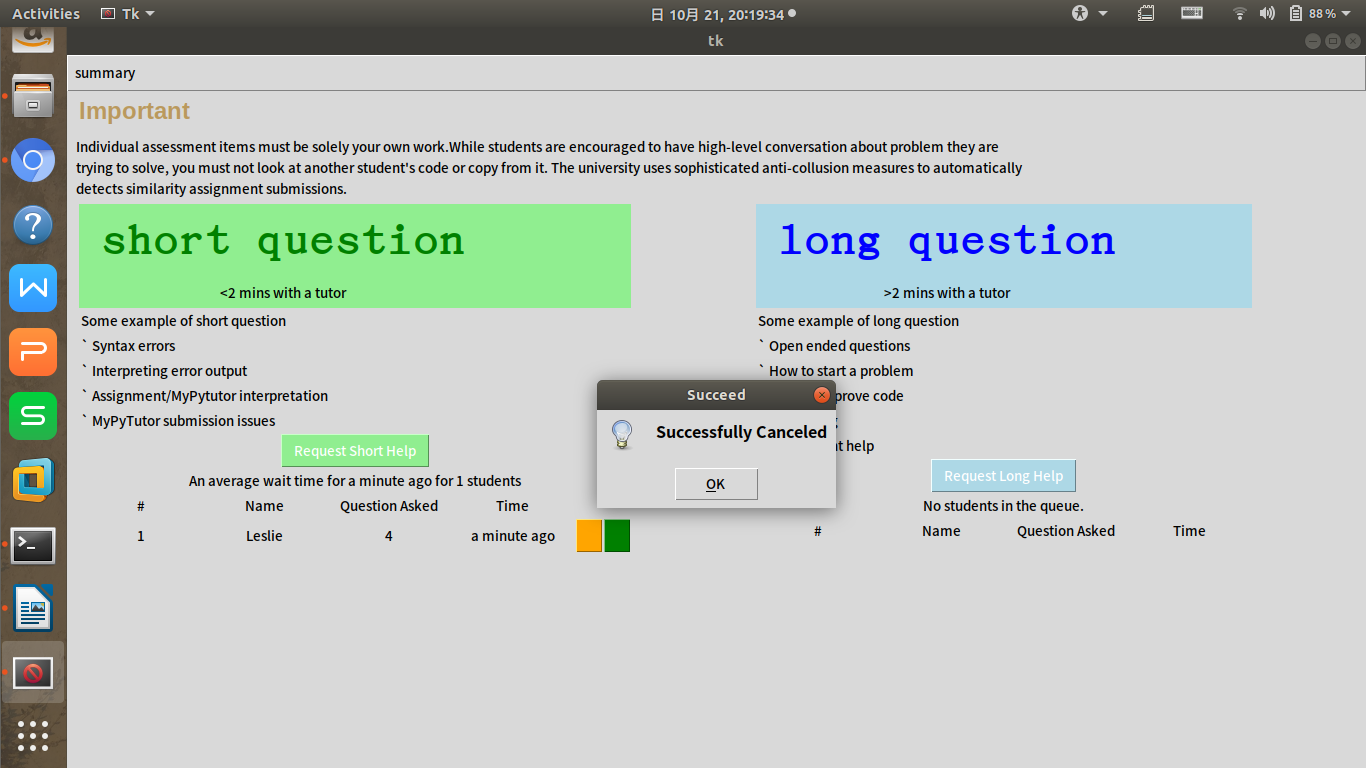 Activities
Tk
日 10月 21, 20:19:34
88 %
tk
summary
Important
Individual assessment items must be solely your own work.While students are encouraged to have high-level conversation about problem they are
trying to solve, you must not look at another student's code or copy from it. The university uses sophisticated anti-collusion measures to automatically
detects similarity assignment submissions.
short question
<2 mins with a tutor
Some example of short question
` Syntax errors
` Interpreting error output
` Assignment/MyPytutor interpretation
` MyPyTutor submission issues
Request Short Help
An average wait time for a minute ago for 1 students
# Name Question Asked Time
1 Leslie 4 a minute ago
long question
>2 mins with a tutor
Some example of long question
` Open ended questions
` How to start a problem
prove code
help
Request Long Help
No students in the queue.
# Name Question Asked Time
Succeed
Successfully Canceled
OK